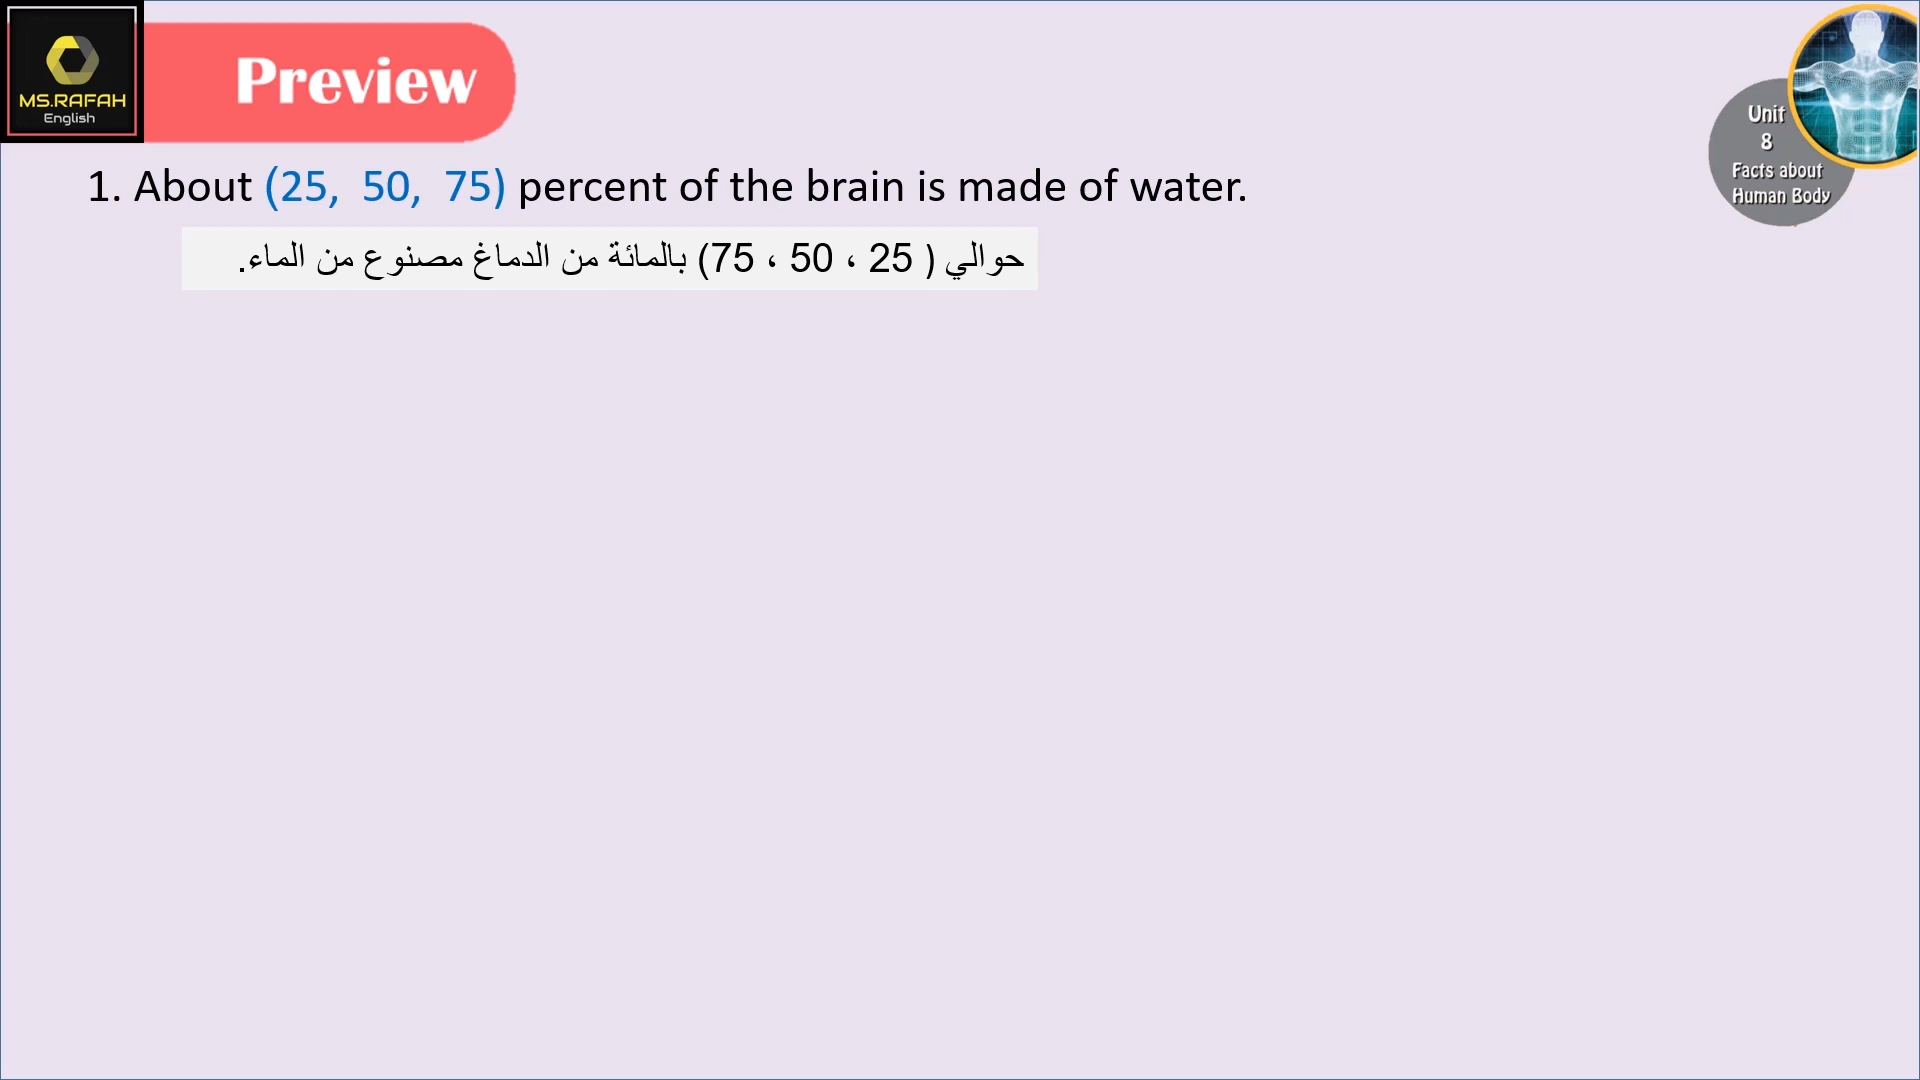 MS.RAFAH
English
Preview
Unit
8
Facts about
Human Body
1. About (25, 50, 75) percent of the brain is made of water.
حوالي ( 25 ، 50 ، 75) بالمائة من الدماغ مصنوع من الماء.